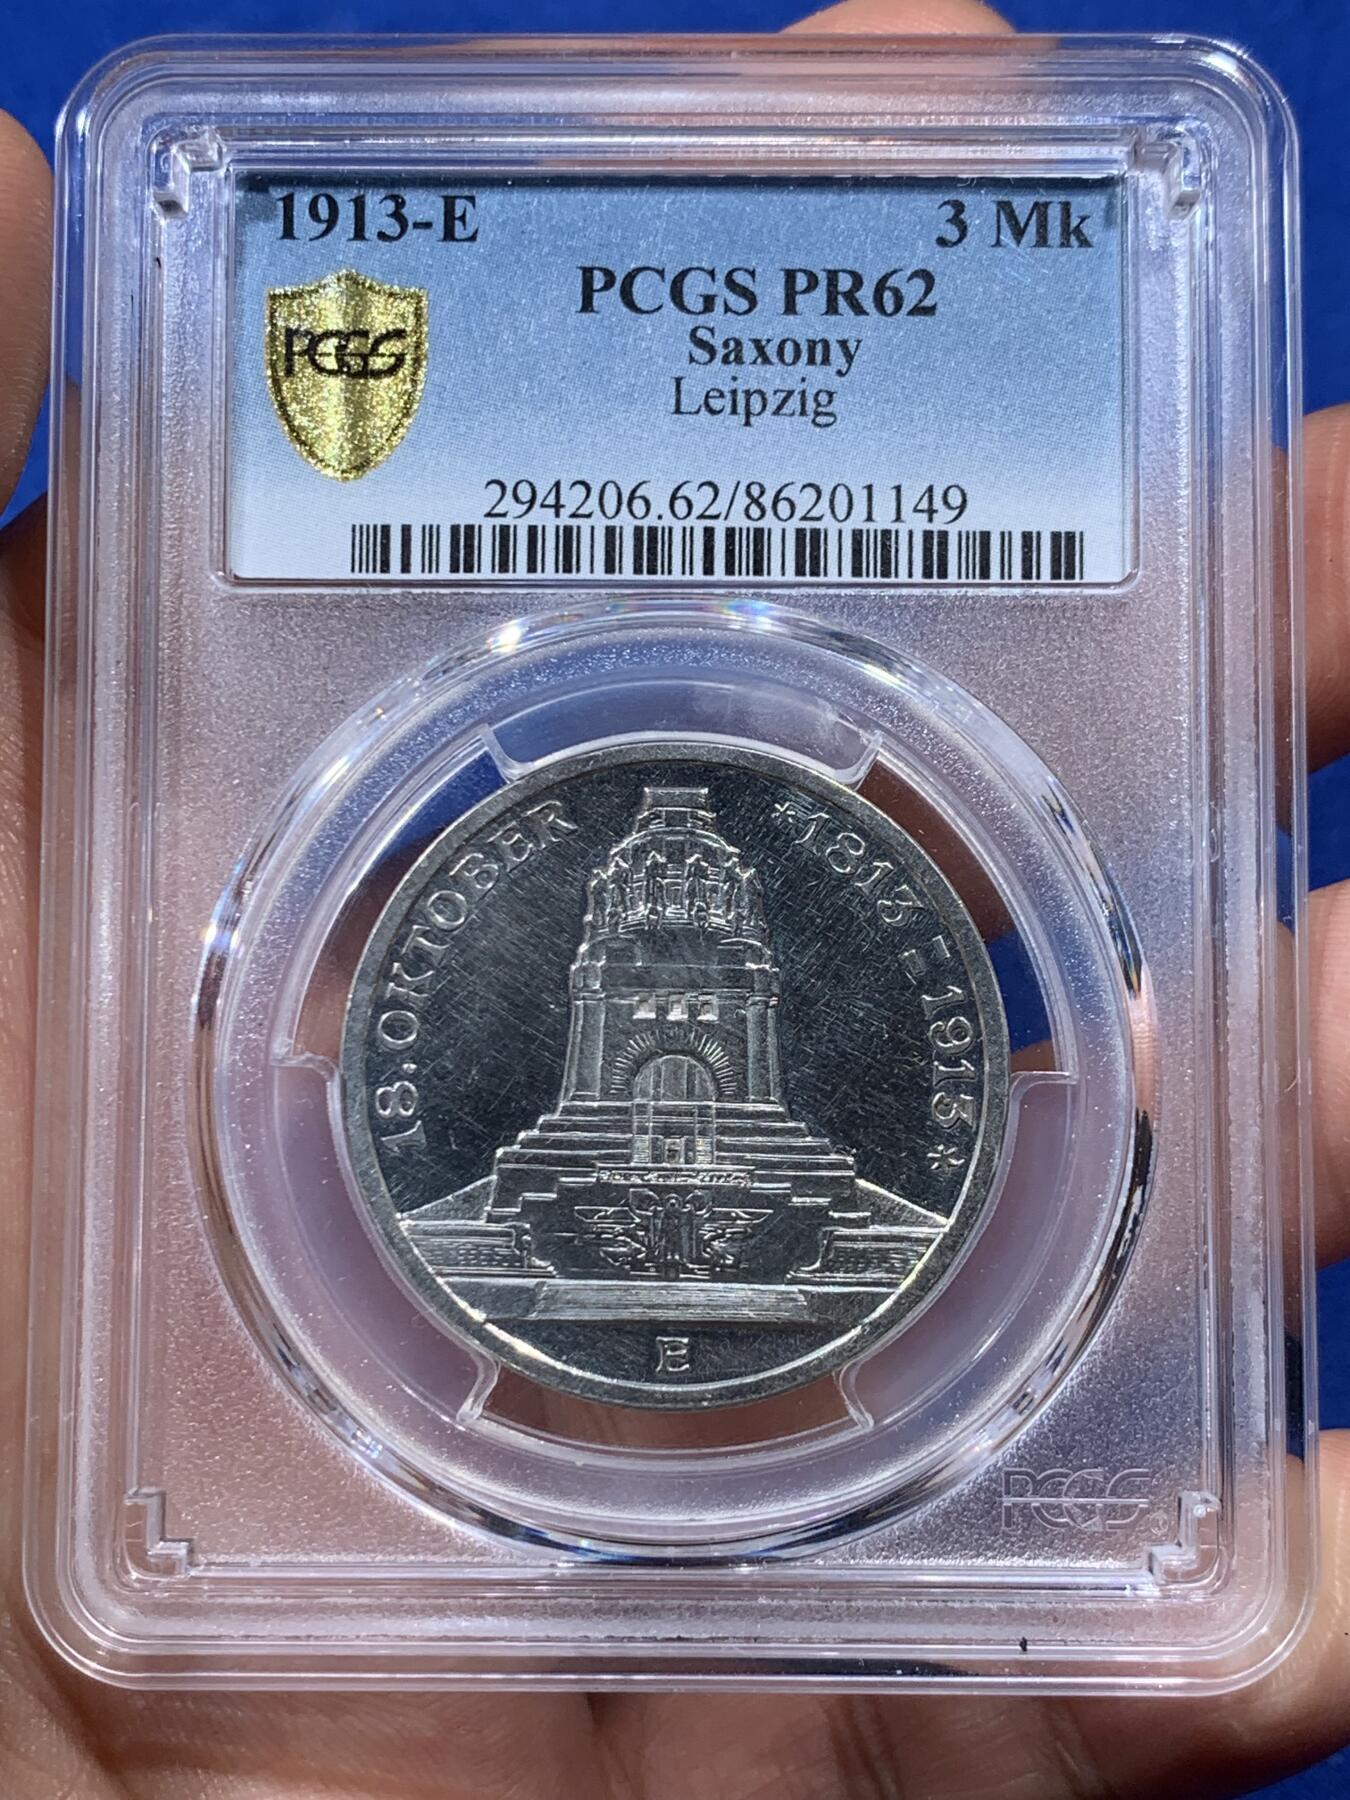 1913-E 3 Mk
PCGS PR62
Saxony
Leipzig
PCGS
294206.62/86201149
18. OKTOBER *1813-1913*
E
PCGS